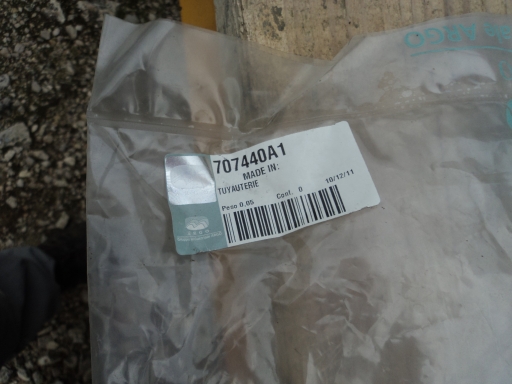 707440A1
MADE IN:
TUYAUTERIE
10/12/11
Peso 0.05 Conf. 0